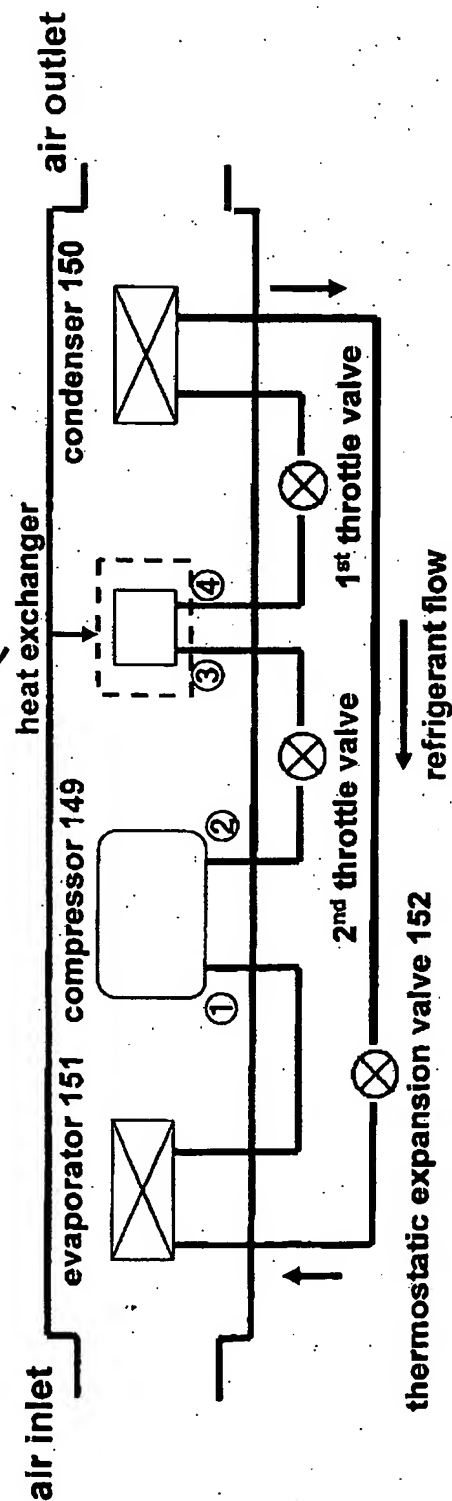 air inlet
air outlet
heat exchanger
evaporator 151
compressor 149
condenser 150
①
②
③
④
2nd throttle valve
1st throttle valve
thermostatic expansion valve 152
refrigerant flow